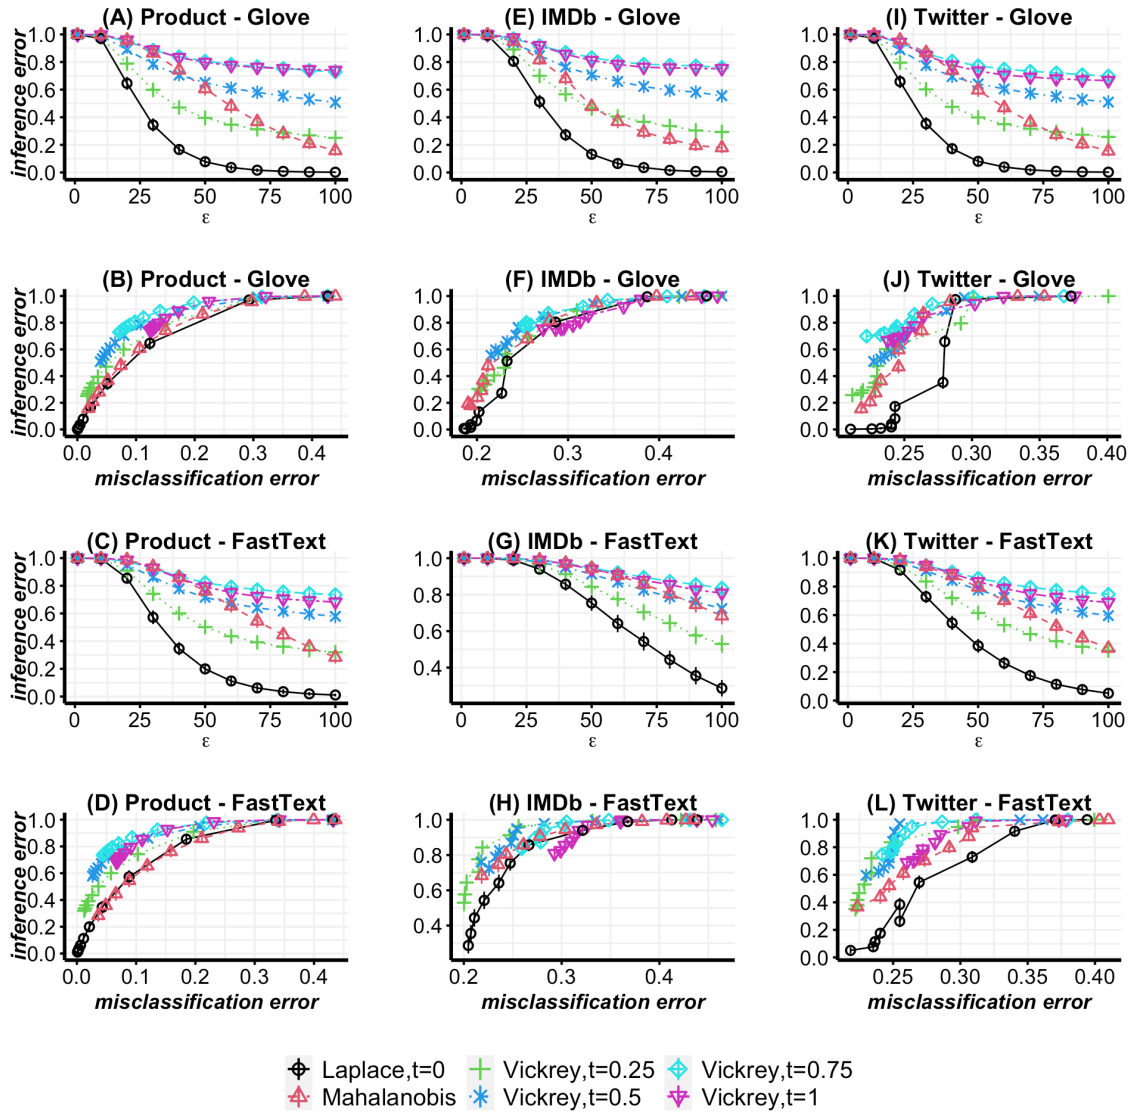 (A) Product - Glove
(E) IMDb - Glove
(I) Twitter - Glove
inference error
1.0
0.8
0.6
0.4
0.2
0.0
0 25 50 75 100
ε
1.0
0.8
0.6
0.4
0.2
0.0
0 25 50 75 100
ε
1.0
0.8
0.6
0.4
0.2
0.0
0 25 50 75 100
ε
(B) Product - Glove
(F) IMDb - Glove
(J) Twitter - Glove
inference error
1.0
0.8
0.6
0.4
0.2
0.0
0.0 0.1 0.2 0.3 0.4
misclassification error
1.0
0.8
0.6
0.4
0.2
0.0
0.2 0.3 0.4
misclassification error
1.0
0.8
0.6
0.4
0.2
0.0
0.25 0.30 0.35 0.40
misclassification error
(C) Product - FastText
(G) IMDb - FastText
(K) Twitter - FastText
inference error
1.0
0.8
0.6
0.4
0.2
0.0
0 25 50 75 100
ε
1.0
0.8
0.6
0.4
0 25 50 75 100
ε
1.0
0.8
0.6
0.4
0.2
0.0
0 25 50 75 100
ε
(D) Product - FastText
(H) IMDb - FastText
(L) Twitter - FastText
inference error
1.0
0.8
0.6
0.4
0.2
0.0
0.0 0.1 0.2 0.3 0.4
misclassification error
1.0
0.8
0.6
0.4
0.2 0.3 0.4
misclassification error
1.0
0.8
0.6
0.4
0.2
0.0
0.25 0.30 0.35 0.40
misclassification error
Laplace,t=0 Vickrey,t=0.25 Vickrey,t=0.75
Mahalanobis Vickrey,t=0.5 Vickrey,t=1